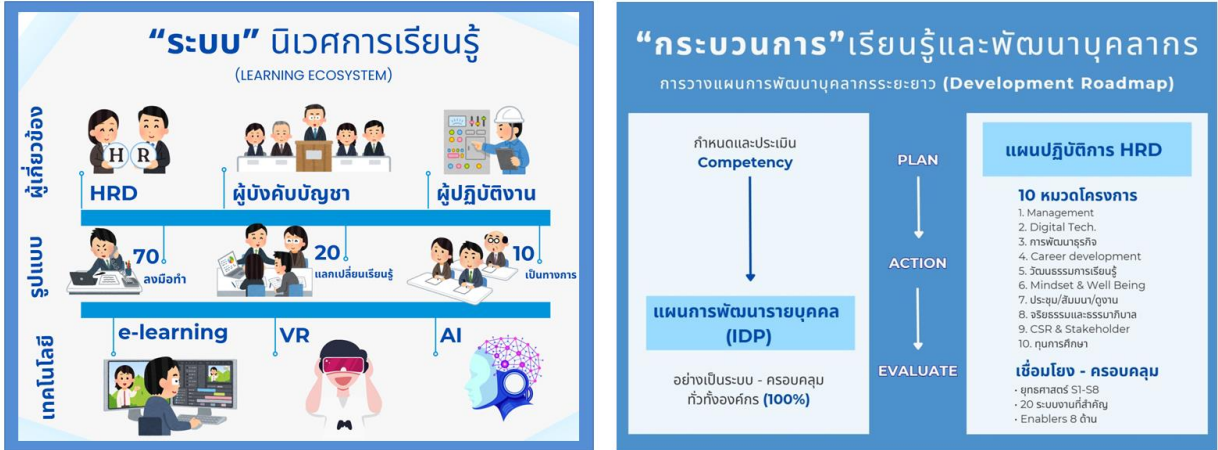 “ระบบ” นิเวศการเรียนรู้
(LEARNING ECOSYSTEM)
ผู้เกี่ยวข้อง
H R
HRD
ผู้บังคับบัญชา
ผู้ปฏิบัติงาน
รูปแบบ
70
ลงมือทำ
20
แลกเปลี่ยนเรียนรู้
10
เป็นทางการ
เทคโนโลยี
e-learning
VR
AI
“กระบวนการ”เรียนรู้และพัฒนาบุคลากร
การวางแผนการพัฒนาบุคลากรระยะยาว (Development Roadmap)
กำหนดและประเมิน
Competency
แผนการพัฒนารายบุคคล
(IDP)
อย่างเป็นระบบ - ครอบคลุม
ทั่วทั้งองค์กร (100%)
PLAN
ACTION
EVALUATE
แผนปฏิบัติการ HRD
10 หมวดโครงการ
1. Management
2. Digital Tech.
3. การพัฒนาธุรกิจ
4. Career development
5. วัฒนธรรมการเรียนรู้
6. Mindset & Well Being
7. ประชุม/สัมมนา/ดูงาน
8. จริยธรรมและธรรมาภิบาล
9. CSR & Stakeholder
10. ทุนการศึกษา
เชื่อมโยง - ครอบคลุม
• ยุทธศาสตร์ S1-S8
• 20 ระบบงานที่สำคัญ
• Enablers 8 ด้าน